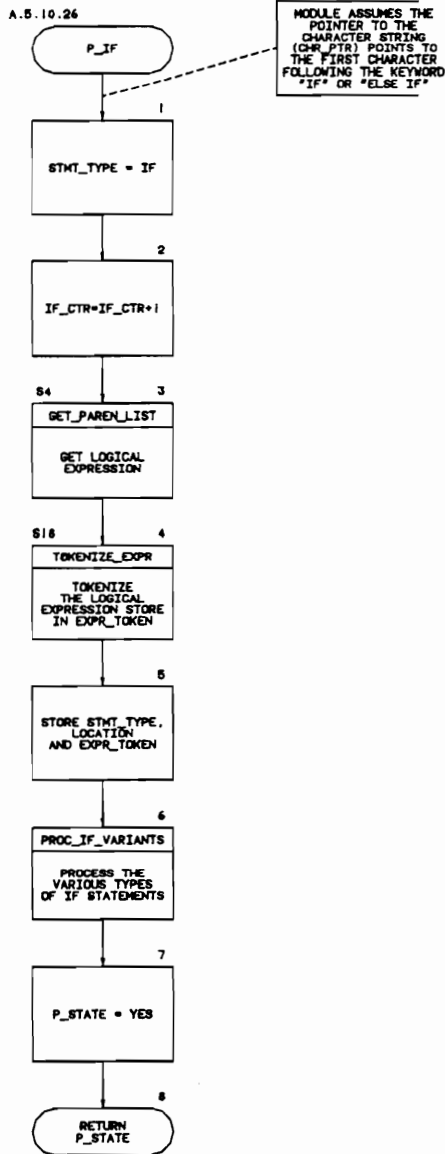 A.5.10.26
P_IF
MODULE ASSUMES THE
POINTER TO THE
CHARACTER STRING
(CHR_PTR) POINTS TO
THE FIRST CHARACTER
FOLLOWING THE KEYWORD
"IF" OR "ELSE IF"
1
STMT_TYPE = IF
2
IF_CTR=IF_CTR+1
S4 3
GET_PAREN_LIST
GET LOGICAL
EXPRESSION
S18 4
TOKENIZE_EXPR
TOKENIZE
THE LOGICAL
EXPRESSION STORE
IN EXPR_TOKEN
5
STORE STMT_TYPE,
LOCATION
AND EXPR_TOKEN
6
PROC_IF_VARIANTS
PROCESS THE
VARIOUS TYPES
OF IF STATEMENTS
7
P_STATE = YES
8
RETURN
P_STATE